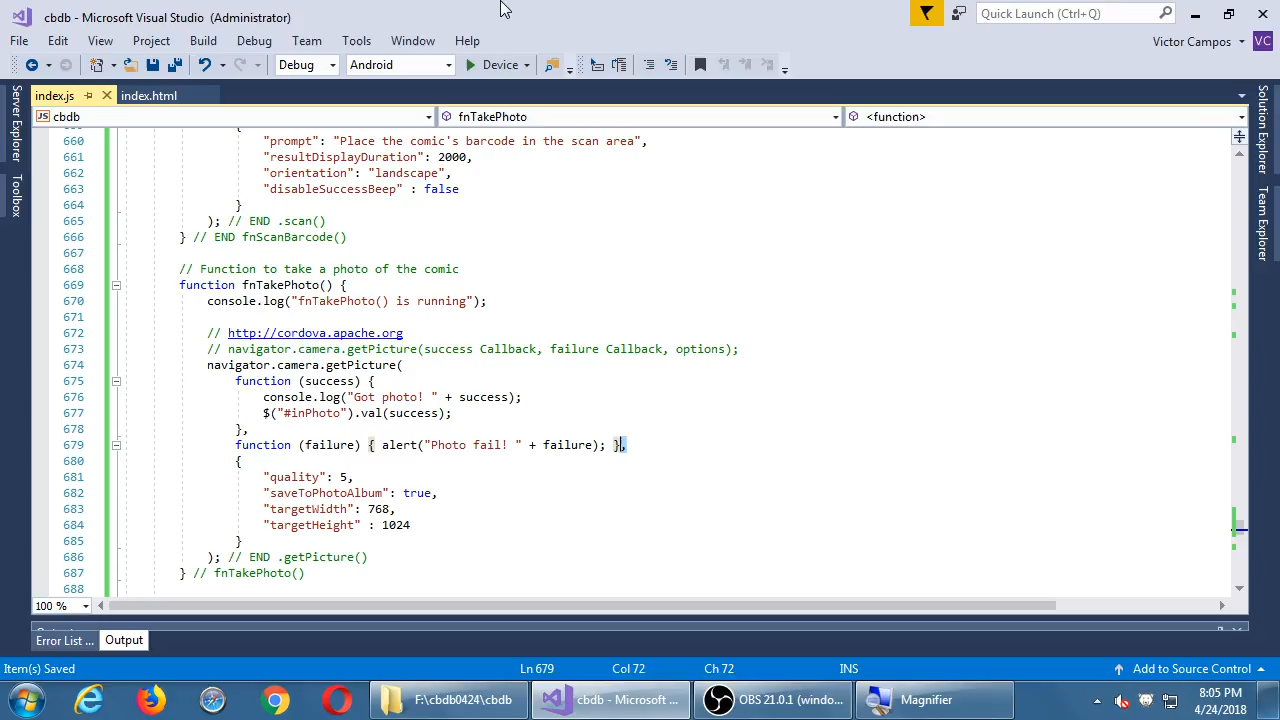 cbdb - Microsoft Visual Studio (Administrator)
Quick Launch (Ctrl+Q)
File Edit View Project Build Debug Team Tools Window Help
Victor Campos VC
Debug Android Device
index.js index.html
cbdb fnTakePhoto <function>
Server Explorer
Toolbox
Solution Explorer
Team Explorer
660 "prompt": "Place the comic's barcode in the scan area",
661 "resultDisplayDuration": 2000,
662 "orientation": "landscape",
663 "disableSuccessBeep" : false
664 }
665 ); // END .scan()
666 } // END fnScanBarcode()
667
668 // Function to take a photo of the comic
669 function fnTakePhoto() {
670 console.log("fnTakePhoto() is running");
671
672 // http://cordova.apache.org
673 // navigator.camera.getPicture(success Callback, failure Callback, options);
674 navigator.camera.getPicture(
675 function (success) {
676 console.log("Got photo! " + success);
677 $("#inPhoto").val(success);
678 },
679 function (failure) { alert("Photo fail! " + failure); },
680 {
681 "quality": 5,
682 "saveToPhotoAlbum": true,
683 "targetWidth": 768,
684 "targetHeight" : 1024
685 }
686 ); // END .getPicture()
687 } // fnTakePhoto()
688
100 %
Error List ... Output
Item(s) Saved Ln 679 Col 72 Ch 72 INS Add to Source Control
F:\cbdb0424\cbdb cbdb - Microsoft ... OBS 21.0.1 (windo... Magnifier
8:05 PM
4/24/2018